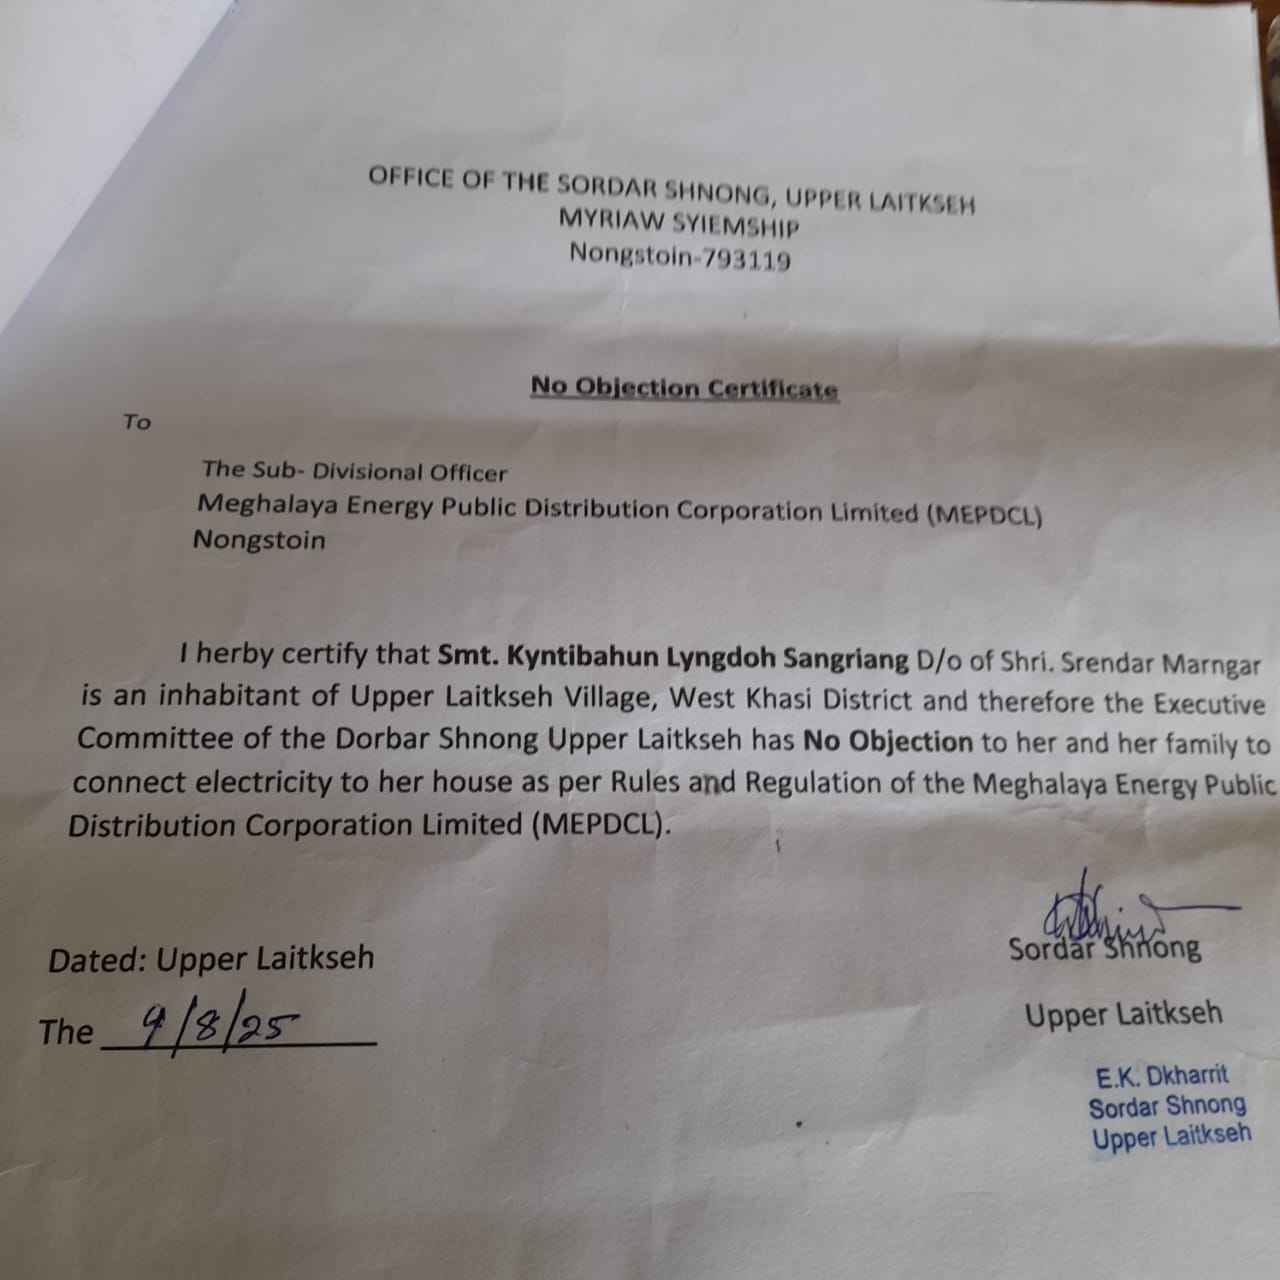 OFFICE OF THE SORDAR SHNONG, UPPER LAITKSEH
MYRIAW SYIEMSHIP
Nongstoin-793119
No Objection Certificate
To
The Sub- Divisional Officer
Meghalaya Energy Public Distribution Corporation Limited (MEPDCL)
Nongstoin
I herby certify that Smt. Kyntibahun Lyngdoh Sangriang D/o of Shri. Srendar Marngar
is an inhabitant of Upper Laitkseh Village, West Khasi District and therefore the Executive
Committee of the Dorbar Shnong Upper Laitkseh has No Objection to her and her family to
connect electricity to her house as per Rules and Regulation of the Meghalaya Energy Public
Distribution Corporation Limited (MEPDCL).
Sordar Shnong
Dated: Upper Laitkseh
The 9/8/25
Upper Laitkseh
E.K. Dkharrit
Sordar Shnong
Upper Laitkseh